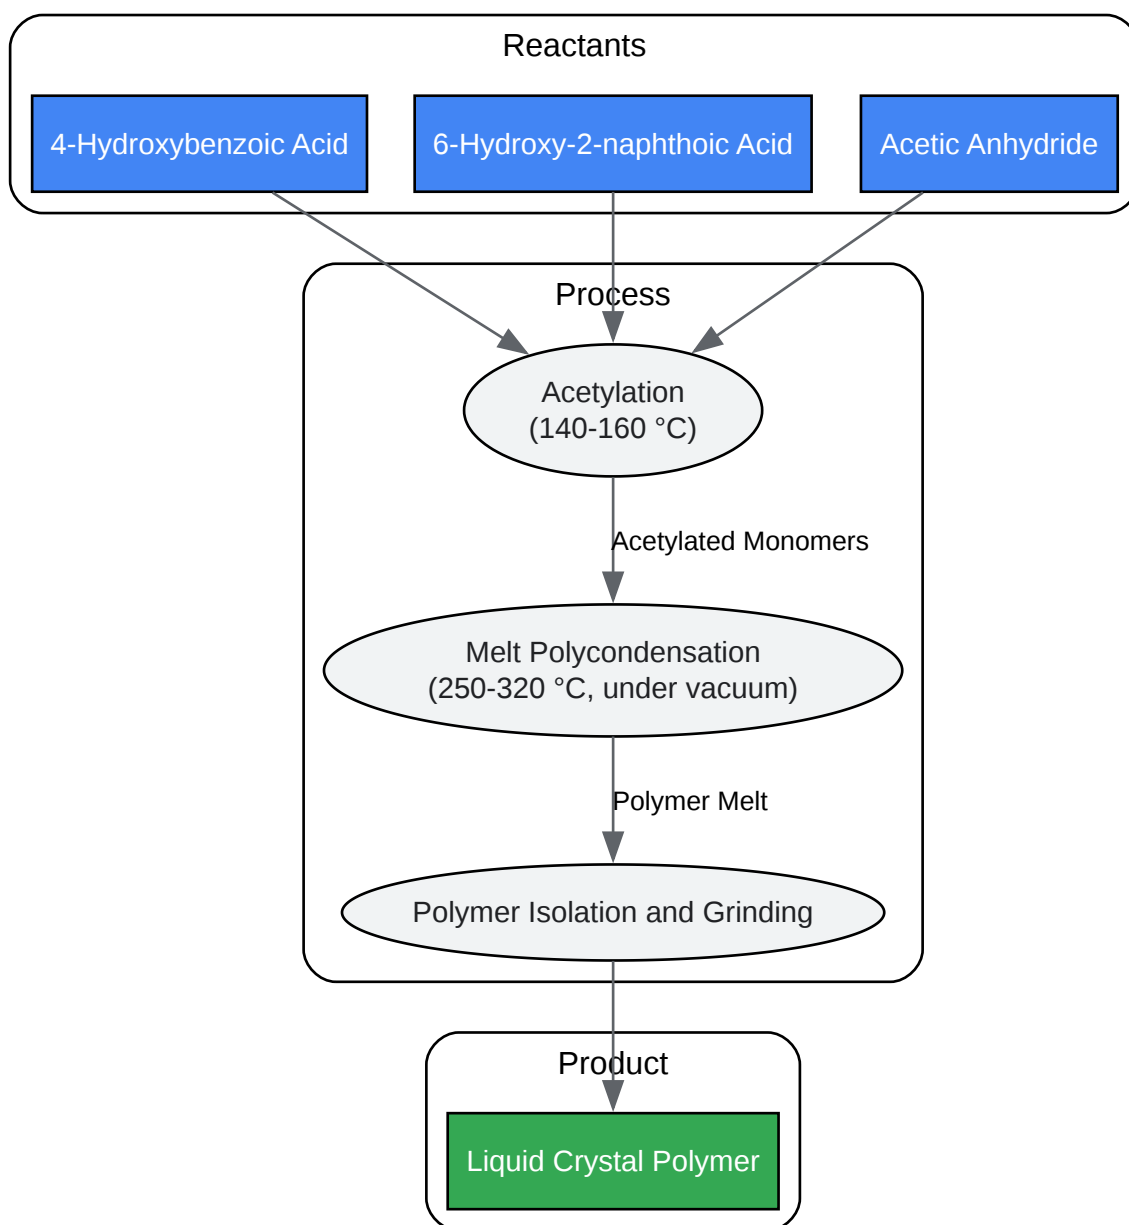 Reactants
4-Hydroxybenzoic Acid
6-Hydroxy-2-naphthoic Acid
Acetic Anhydride
Process
Acetylation
(140-160 °C)
Acetylated Monomers
Melt Polycondensation
(250-320 °C, under vacuum)
Polymer Melt
Polymer Isolation and Grinding
Product
Liquid Crystal Polymer